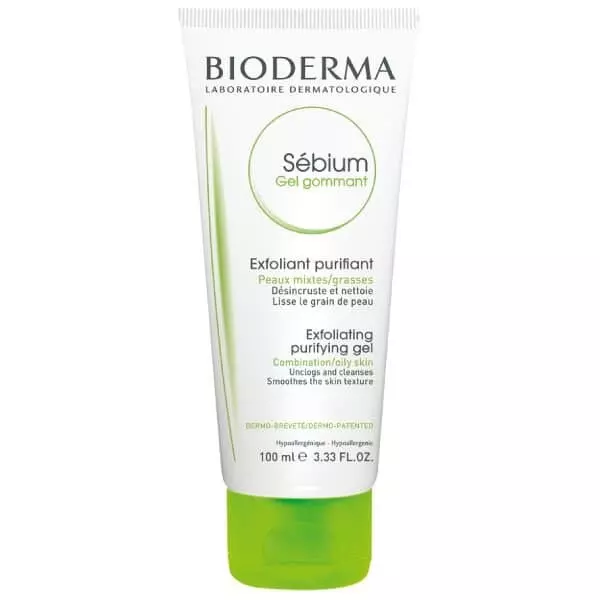 BIODERMA
LABORATOIRE DERMATOLOGIQUE
Sébium
Gel gommant
Exfoliant purifiant
Peaux mixtes/grasses
Désincruste et nettoie
Lisse le grain de peau
Exfoliating
purifying gel
Combination/oily skin
Unclogs and cleanses
Smoothes the skin texture
DERMO-BREVETÉ/DERMO-PATENTED
Hypoallergénique - Hypoallergenic
100 ml ℮ 3.33 FL.OZ.